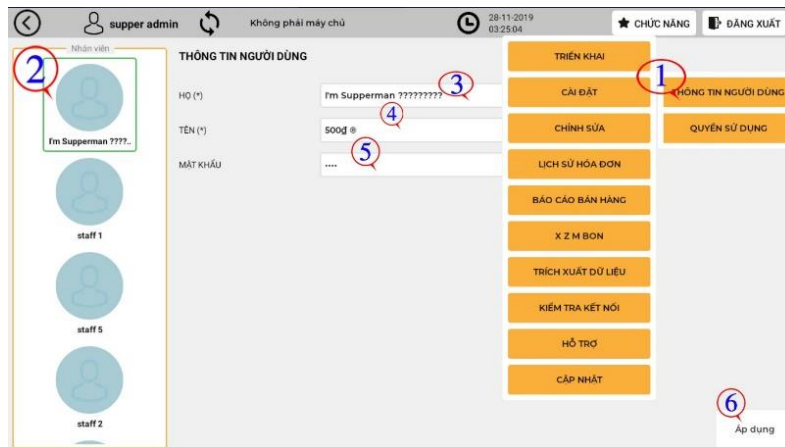 supper admin
Không phải máy chủ
28-11-2019
03:25:04
CHỨC NĂNG
ĐĂNG XUẤT
Nhân viên
2
I'm Supperman ????..
staff 1
staff 5
staff 2
THÔNG TIN NGƯỜI DÙNG
HỌ (*)
I'm Supperman ?????????
3
TÊN (*)
500₫ ®
4
MẬT KHẨU
....
5
TRIỂN KHAI
CÀI ĐẶT
CHỈNH SỬA
LỊCH SỬ HÓA ĐƠN
BÁO CÁO BÁN HÀNG
X Z M BON
TRÍCH XUẤT DỮ LIỆU
KIỂM TRA KẾT NỐI
HỖ TRỢ
CẬP NHẬT
1
THÔNG TIN NGƯỜI DÙNG
QUYỀN SỬ DỤNG
6
Áp dụng